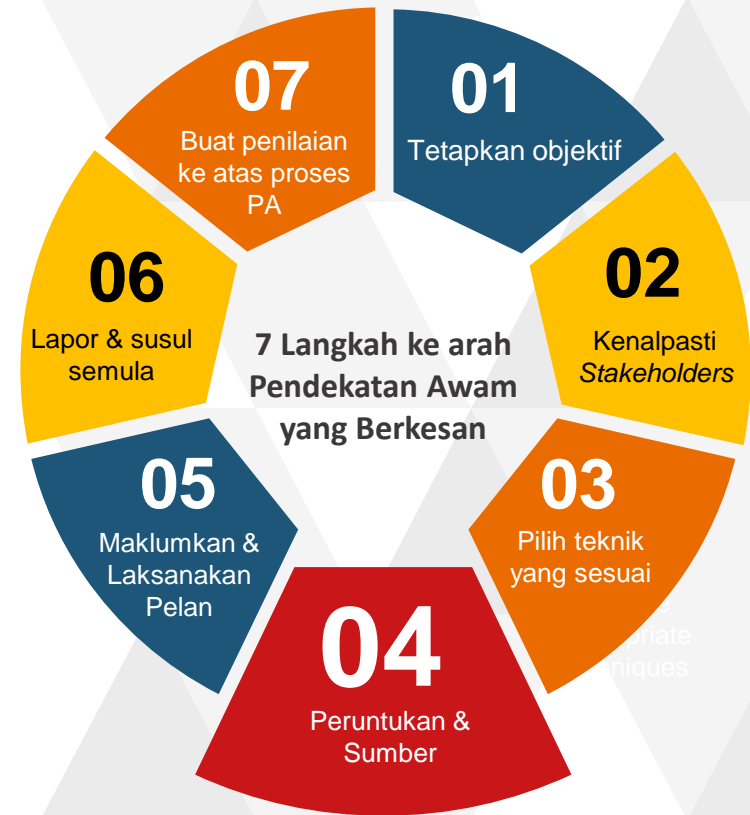 01
Tetapkan objektif
02
Kenalpasti
Stakeholders
03
Pilih teknik
yang sesuai
04
Peruntukan &
Sumber
05
Maklumkan &
Laksanakan
Pelan
06
Lapor & susul
semula
07
Buat penilaian
ke atas proses
PA
7 Langkah ke arah
Pendekatan Awam
yang Berkesan